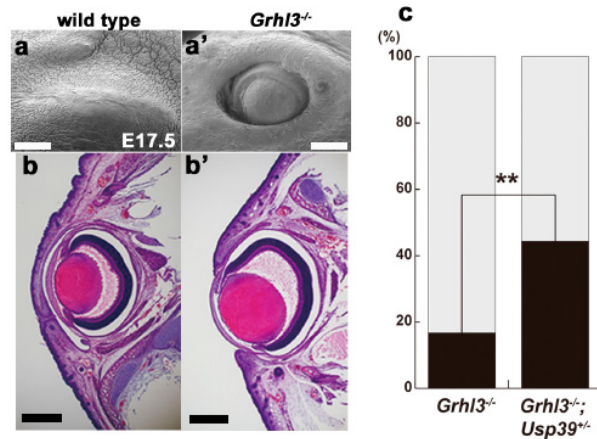 wild type
Grhl3-/-
a
a'
E17.5
b
b'
c
(%)
100
80
60
40
20
0
**
Grhl3-/-
Grhl3-/-;
Usp39+/-